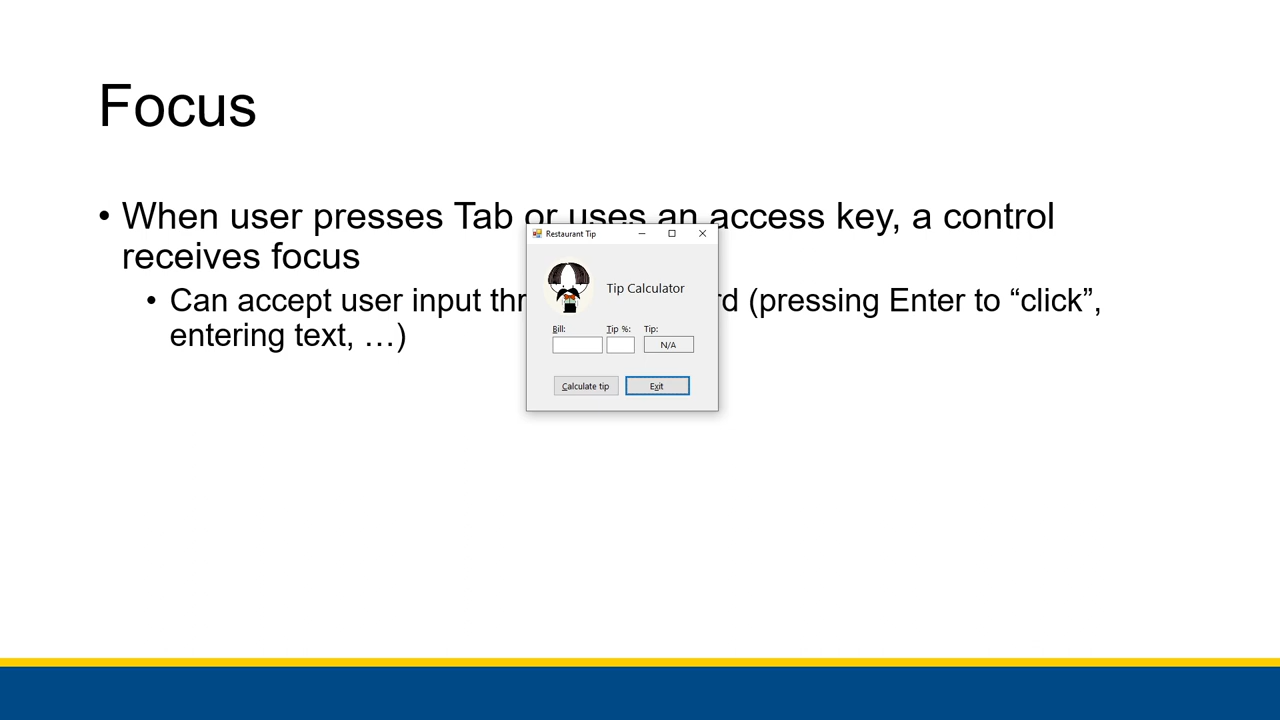 Focus
• When user presses Tab or uses an access key, a control
receives focus
• Can accept user input thr rd (pressing Enter to “click”,
entering text, …)
Restaurant Tip
Tip Calculator
Bill: Tip %: Tip:
N/A
Calculate tip Exit